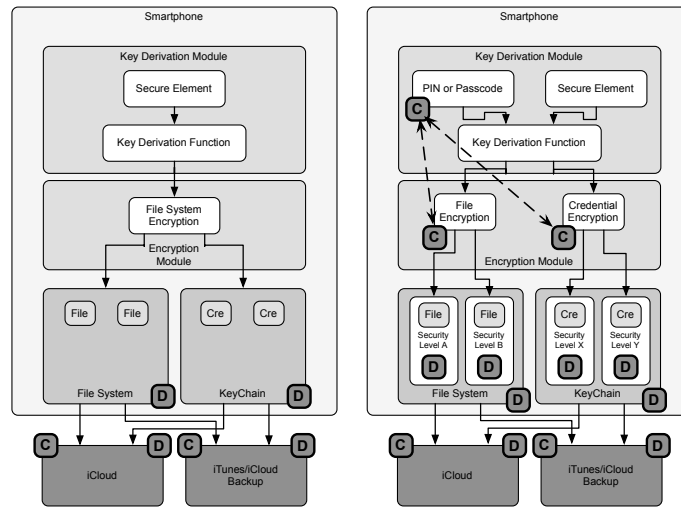 Smartphone
Key Derivation Module
Secure Element
Key Derivation Function
File System
Encryption
Encryption
Module
File
File
Cre
Cre
File System
D
KeyChain
D
C
D
C
D
iCloud
iTunes/iCloud
Backup
Smartphone
Key Derivation Module
PIN or Passcode
Secure Element
C
Key Derivation Function
File
Encryption
Credential
Encryption
C
C
Encryption Module
File
File
Cre
Cre
Security
Level A
Security
Level B
Security
Level X
Security
Level Y
D
D
D
D
File System
D
KeyChain
D
C
D
C
D
iCloud
iTunes/iCloud
Backup